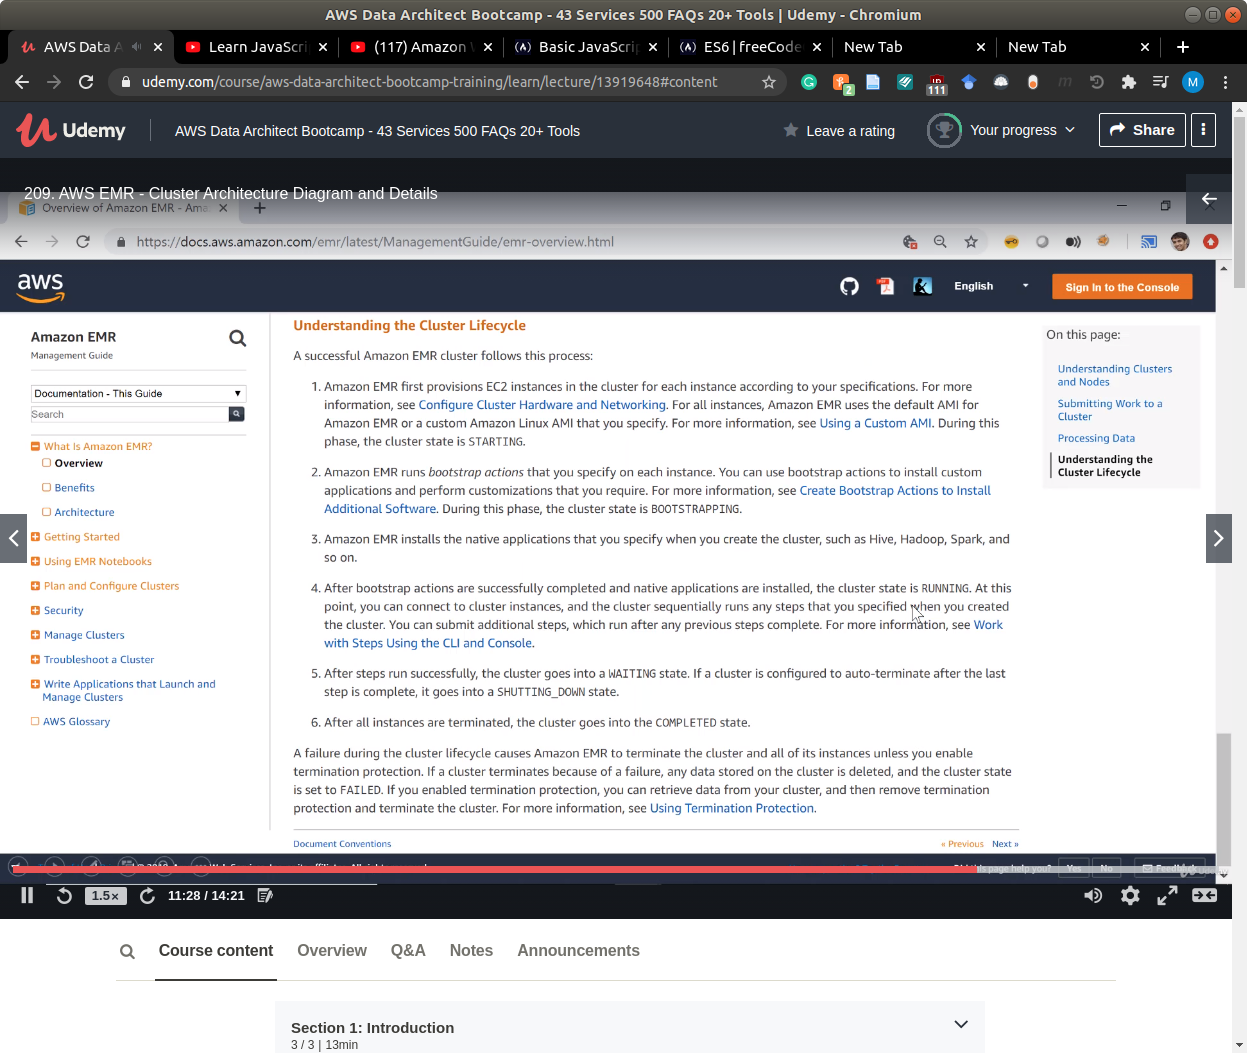 AWS Data Architect Bootcamp - 43 Services 500 FAQs 20+ Tools | Udemy - Chromium
AWS Data A
Learn JavaScri
(117) Amazon
Basic JavaScrip
ES6 | freeCode
New Tab
New Tab
udemy.com/course/aws-data-architect-bootcamp-training/learn/lecture/13919648#content
2
111
M
Udemy
AWS Data Architect Bootcamp - 43 Services 500 FAQs 20+ Tools
Leave a rating
Your progress
Share
209. AWS EMR - Cluster Architecture Diagram and Details
Overview of Amazon EMR - Ama
https://docs.aws.amazon.com/emr/latest/ManagementGuide/emr-overview.html
aws
English
Sign In to the Console
Amazon EMR
Management Guide
Documentation - This Guide
Search
What Is Amazon EMR?
Overview
Benefits
Architecture
Getting Started
Using EMR Notebooks
Plan and Configure Clusters
Security
Manage Clusters
Troubleshoot a Cluster
Write Applications that Launch and
Manage Clusters
AWS Glossary
Understanding the Cluster Lifecycle
A successful Amazon EMR cluster follows this process:
1. Amazon EMR first provisions EC2 instances in the cluster for each instance according to your specifications. For more
information, see Configure Cluster Hardware and Networking. For all instances, Amazon EMR uses the default AMI for
Amazon EMR or a custom Amazon Linux AMI that you specify. For more information, see Using a Custom AMI. During this
phase, the cluster state is STARTING.
2. Amazon EMR runs bootstrap actions that you specify on each instance. You can use bootstrap actions to install custom
applications and perform customizations that you require. For more information, see Create Bootstrap Actions to Install
Additional Software. During this phase, the cluster state is BOOTSTRAPPING.
3. Amazon EMR installs the native applications that you specify when you create the cluster, such as Hive, Hadoop, Spark, and
so on.
4. After bootstrap actions are successfully completed and native applications are installed, the cluster state is RUNNING. At this
point, you can connect to cluster instances, and the cluster sequentially runs any steps that you specified when you created
the cluster. You can submit additional steps, which run after any previous steps complete. For more information, see Work
with Steps Using the CLI and Console.
5. After steps run successfully, the cluster goes into a WAITING state. If a cluster is configured to auto-terminate after the last
step is complete, it goes into a SHUTTING_DOWN state.
6. After all instances are terminated, the cluster goes into the COMPLETED state.
A failure during the cluster lifecycle causes Amazon EMR to terminate the cluster and all of its instances unless you enable
termination protection. If a cluster terminates because of a failure, any data stored on the cluster is deleted, and the cluster state
is set to FAILED. If you enabled termination protection, you can retrieve data from your cluster, and then remove termination
protection and terminate the cluster. For more information, see Using Termination Protection.
Document Conventions
« Previous Next »
On this page:
Understanding Clusters
and Nodes
Submitting Work to a
Cluster
Processing Data
Understanding the
Cluster Lifecycle
this page help you? Yes No
1.5×
11:28 / 14:21
Course content
Overview
Q&A
Notes
Announcements
Section 1: Introduction
3 / 3 | 13min